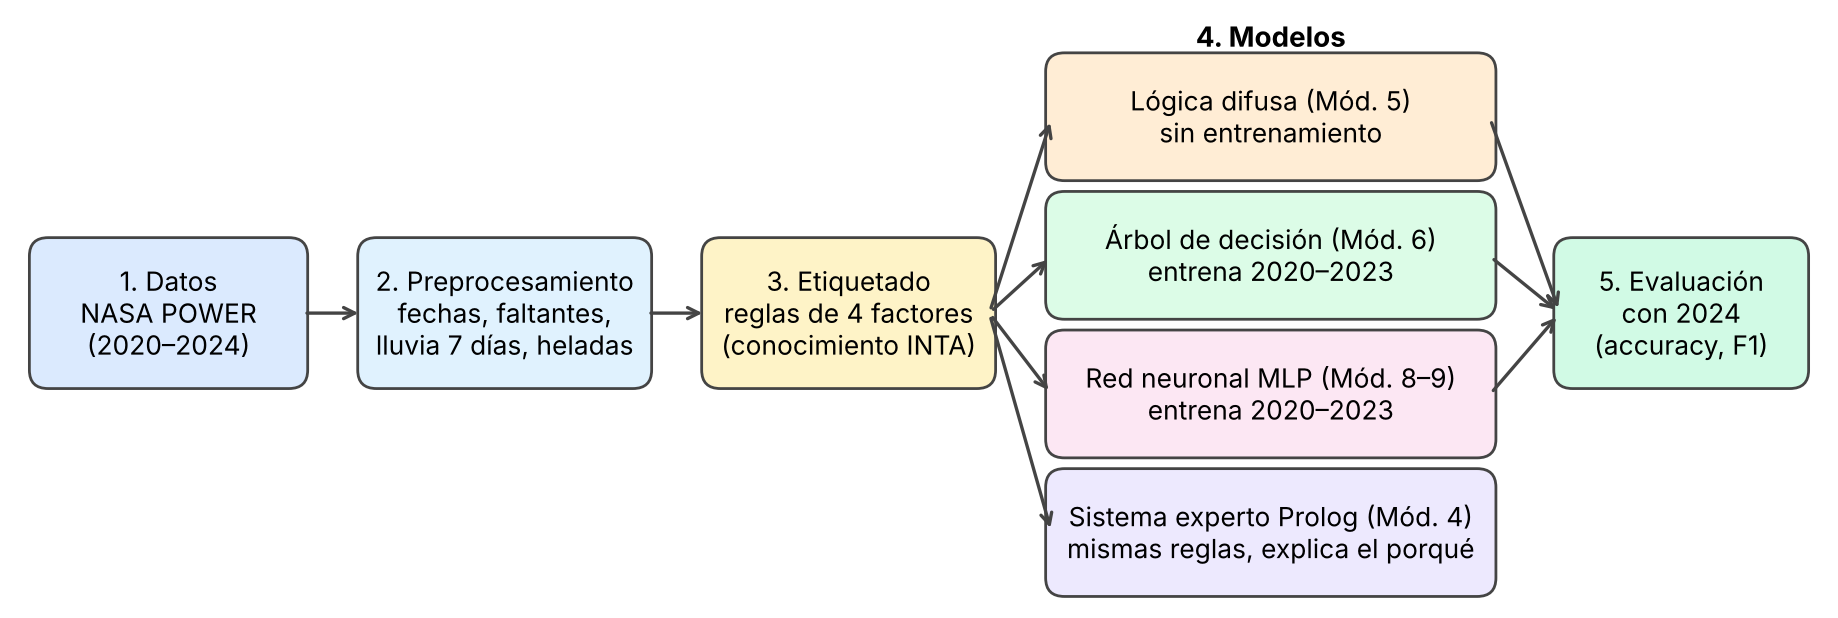 4. Modelos
1. Datos
NASA POWER
(2020–2024)
2. Preprocesamiento
fechas, faltantes,
lluvia 7 días, heladas
3. Etiquetado
reglas de 4 factores
(conocimiento INTA)
Lógica difusa (Mód. 5)
sin entrenamiento
Árbol de decisión (Mód. 6)
entrena 2020–2023
Red neuronal MLP (Mód. 8–9)
entrena 2020–2023
Sistema experto Prolog (Mód. 4)
mismas reglas, explica el porqué
5. Evaluación
con 2024
(accuracy, F1)